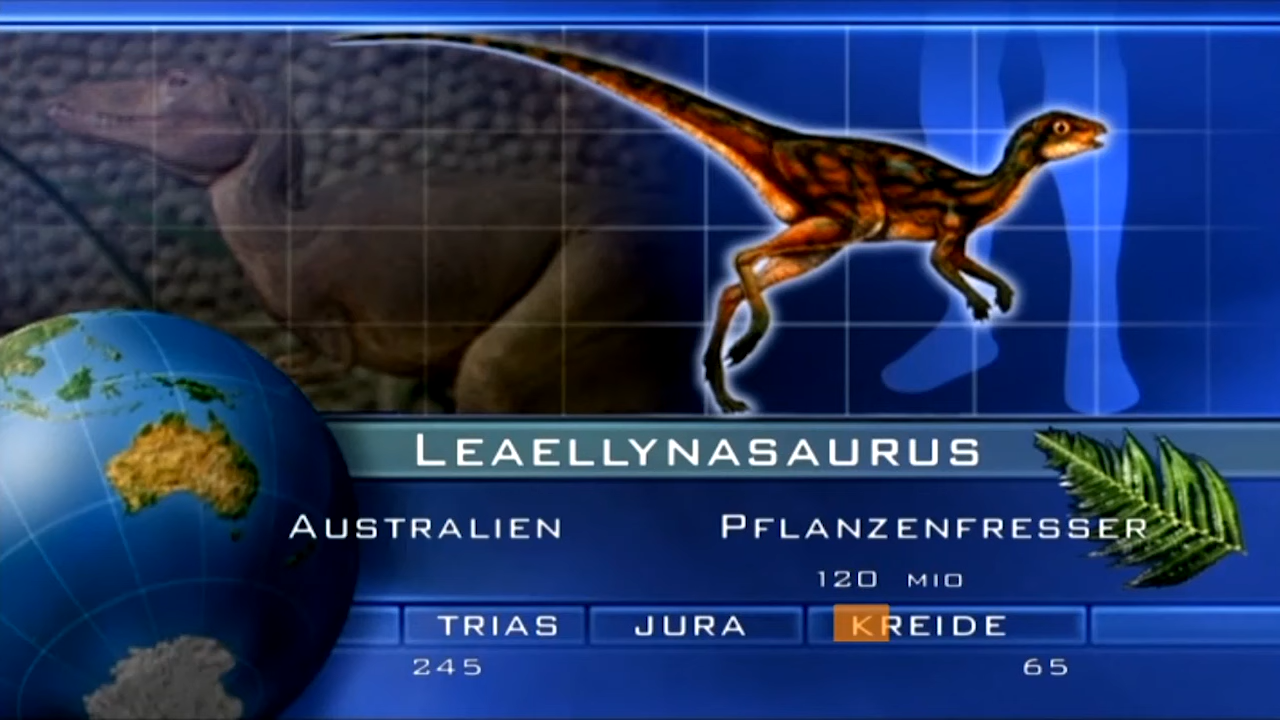 LEAELLYNASAURUS
AUSTRALIEN PFLANZENFRESSER
120 MIO
TRIAS JURA KREIDE
245 65